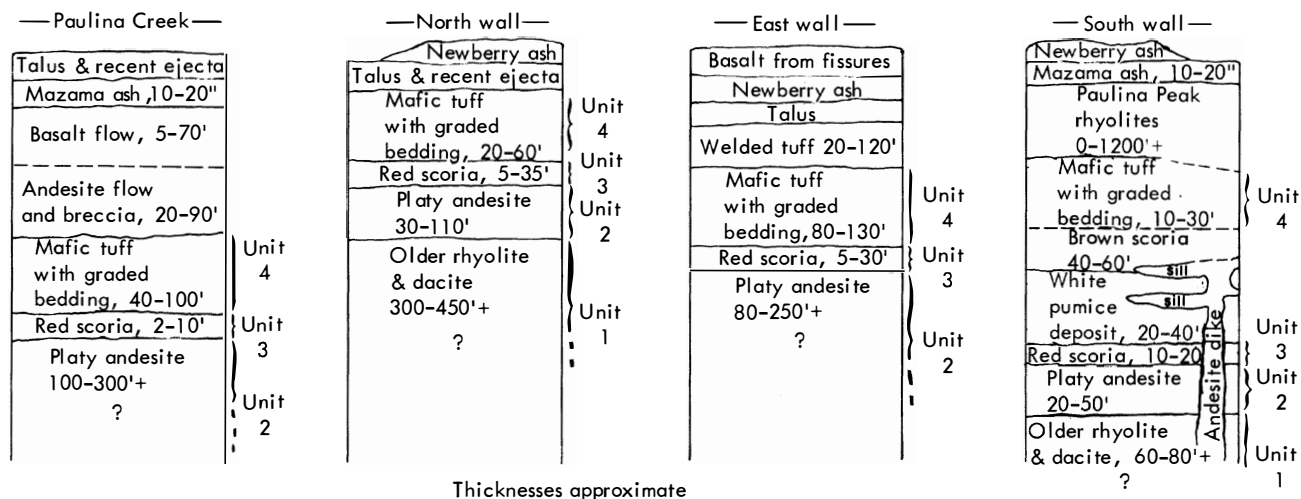 Paulina Creek
Talus & recent ejecta
Mazama ash, 10-20"
Basalt flow, 5-70'
Andesite flow
and breccia, 20-90'
Mafic tuff
with graded
bedding, 40-100'
Unit
4
Red scoria, 2-10'
Unit
3
Platy andesite
100-300'+
?
Unit
2
North wall
Newberry ash
Talus & recent ejecta
Mafic tuff
with graded
bedding, 20-60'
Unit
4
Red scoria, 5-35'
Unit
3
Platy andesite
30-110'
Unit
2
Older rhyolite
& dacite
300-450'+
?
Unit
1
East wall
Basalt from fissures
Newberry ash
Talus
Welded tuff 20-120'
Mafic tuff
with graded
bedding, 80-130'
Unit
4
Red scoria, 5-30'
Unit
3
Platy andesite
80-250'+
?
Unit
2
South wall
Newberry ash
Mazama ash, 10-20"
Paulina Peak
rhyolites
0-1200'+
Mafic tuff
with graded
bedding, 10-30'
Unit
4
Brown scoria
40-60'
sill
White
pumice
deposit, 20-40'
sill
Andesite dike
Red scoria, 10-20
Unit
3
Platy andesite
20-50'
Unit
2
Older rhyolite
& dacite, 60-80'+
?
Unit
1
Thicknesses approximate